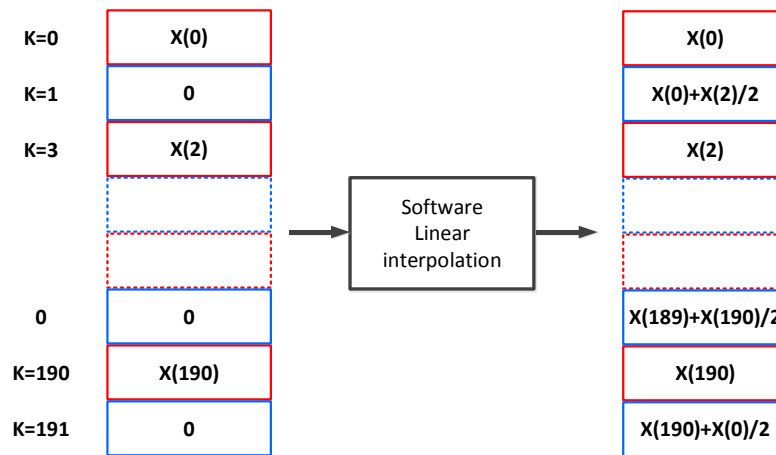 K=0 X(0) X(0)
K=1 0 X(0)+X(2)/2
K=3 X(2) X(2)
Software
Linear
interpolation
0 0 X(189)+X(190)/2
K=190 X(190) X(190)
K=191 0 X(190)+X(0)/2